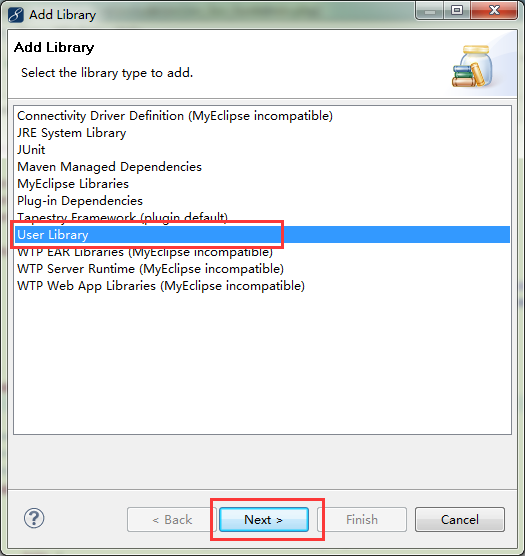 Add Library
Add Library
Select the library type to add.
Connectivity Driver Definition (MyEclipse incompatible)
JRE System Library
JUnit
Maven Managed Dependencies
MyEclipse Libraries
Plug-in Dependencies
Tapestry Framework (plugin default)
User Library
WTP EAR Libraries (MyEclipse incompatible)
WTP Server Runtime (MyEclipse incompatible)
WTP Web App Libraries (MyEclipse incompatible)
?
< Back
Next >
Finish
Cancel